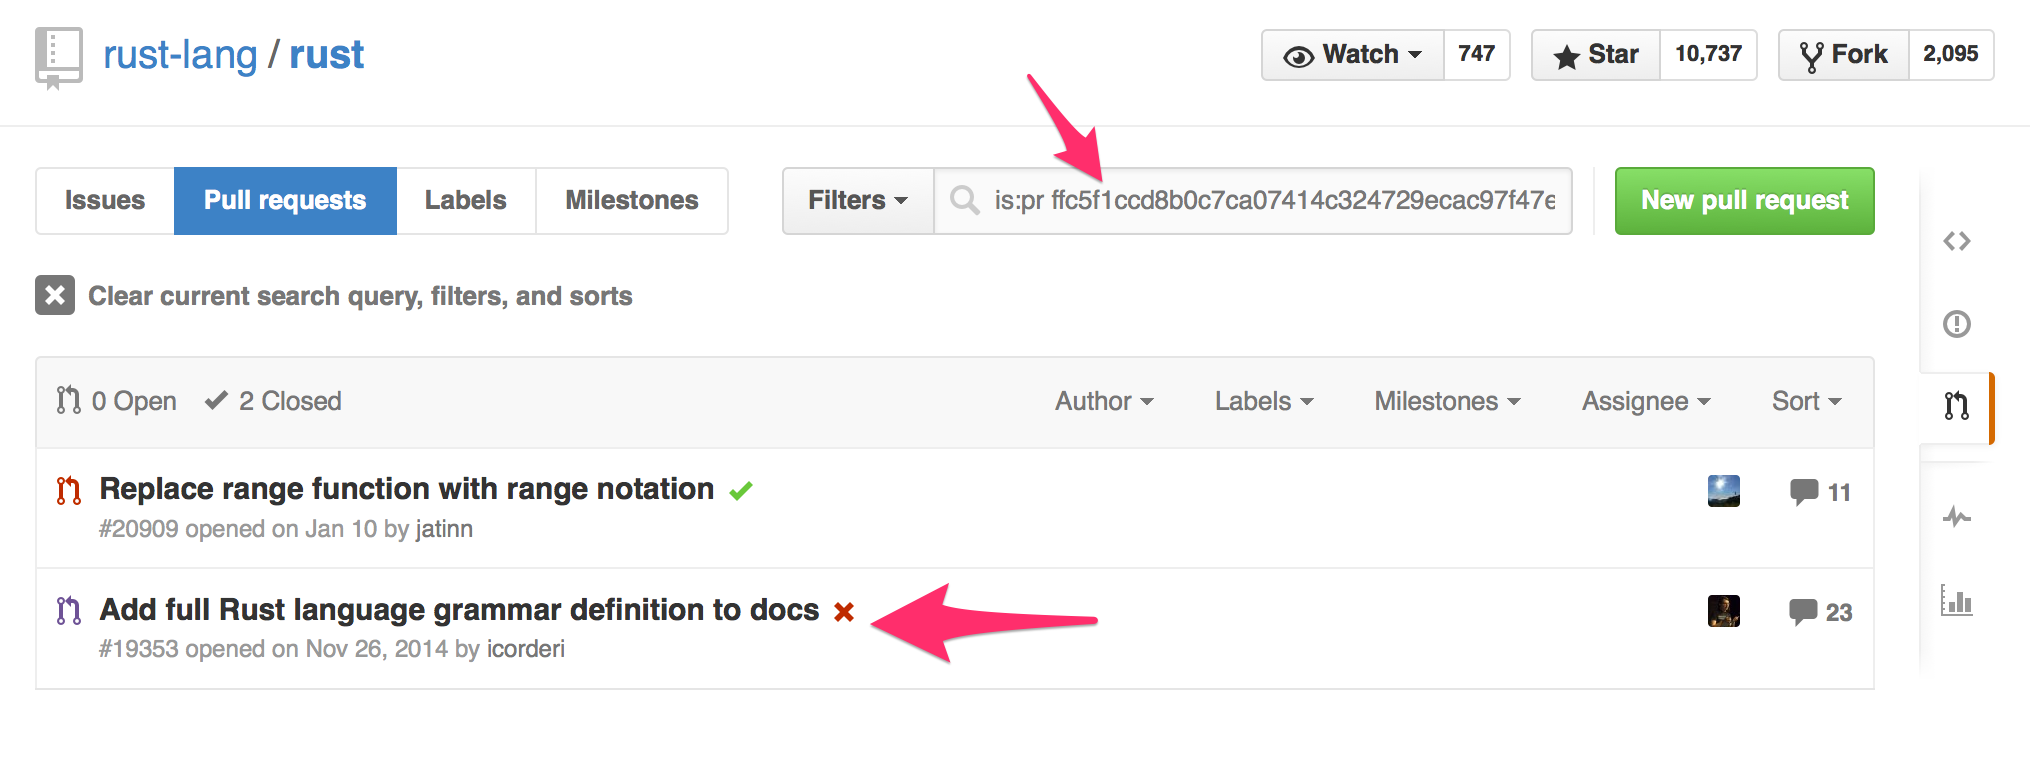 rust-lang / rust
Watch 747
Star 10,737
Fork 2,095
Issues
Pull requests
Labels
Milestones
Filters
is:pr ffc5f1ccd8b0c7ca07414c324729ecac97f47e
New pull request
Clear current search query, filters, and sorts
0 Open 2 Closed
Author Labels Milestones Assignee Sort
Replace range function with range notation
11
#20909 opened on Jan 10 by jatinn
Add full Rust language grammar definition to docs
23
#19353 opened on Nov 26, 2014 by icorderi